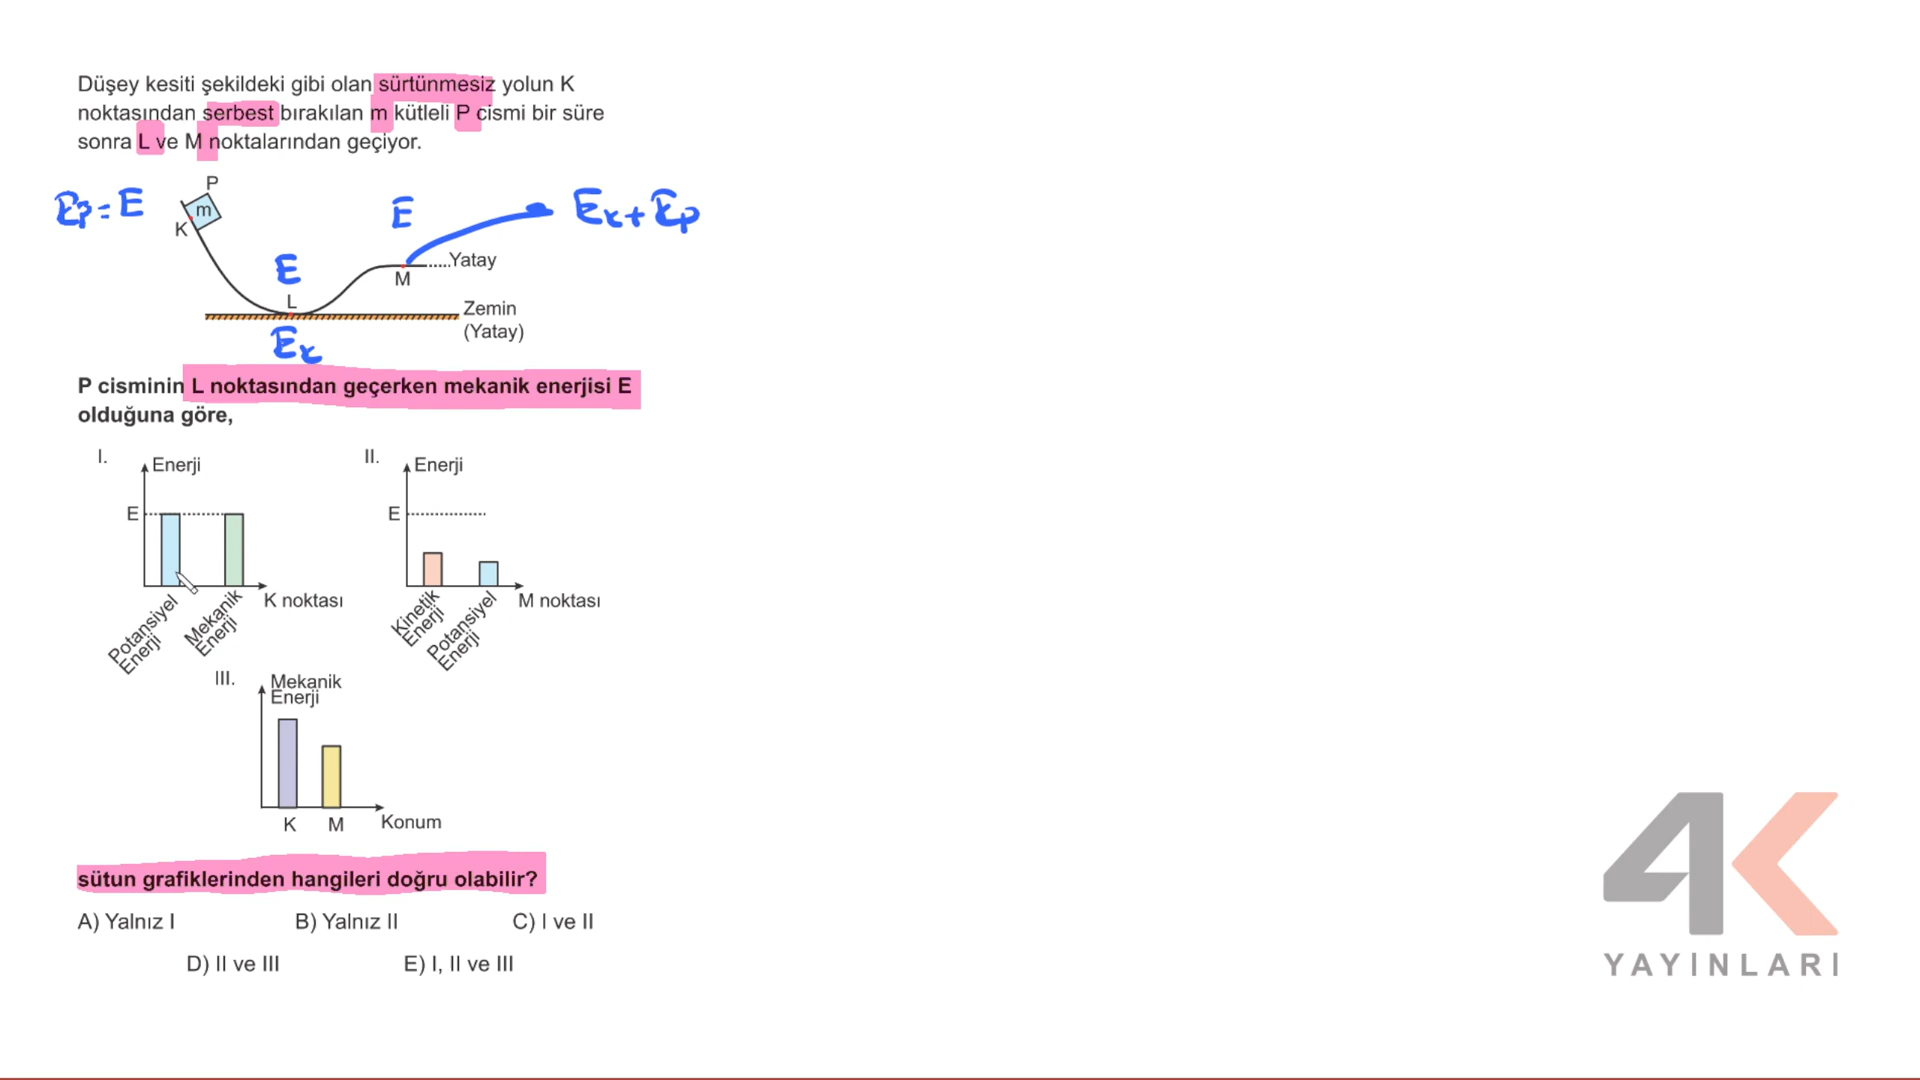 Düşey kesiti şekildeki gibi olan sürtünmesiz yolun K
noktasından serbest bırakılan m kütleli P cismi bir süre
sonra L ve M noktalarından geçiyor.
P
Ep = E
m
K
E
Ek + Ep
E
Yatay
M
L
Zemin
(Yatay)
Ek
P cisminin L noktasından geçerken mekanik enerjisi E
olduğuna göre,
I.
Enerji
E
K noktası
Potansiyel
Enerji
Mekanik
Enerji
II.
Enerji
E
M noktası
Kinetik
Enerji
Potansiyel
Enerji
III.
Mekanik
Enerji
K M Konum
sütun grafiklerinden hangileri doğru olabilir?
A) Yalnız I B) Yalnız II C) I ve II
D) II ve III E) I, II ve III
4K
YAYINLARI